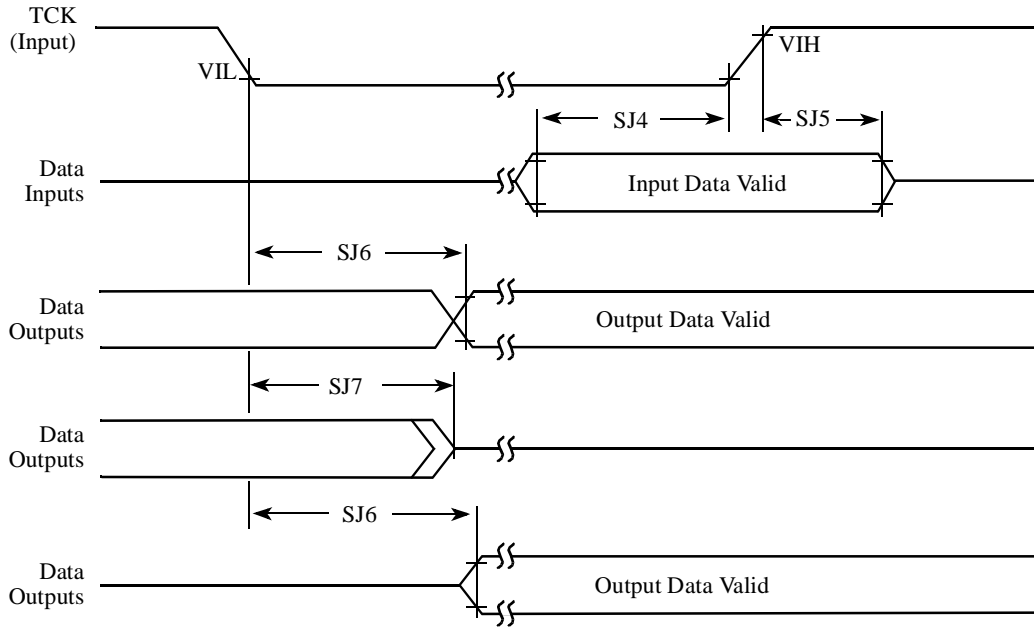 TCK
(Input)
VIL
VIH
SJ4
SJ5
Data
Inputs
Input Data Valid
SJ6
Data
Outputs
Output Data Valid
SJ7
Data
Outputs
SJ6
Data
Outputs
Output Data Valid